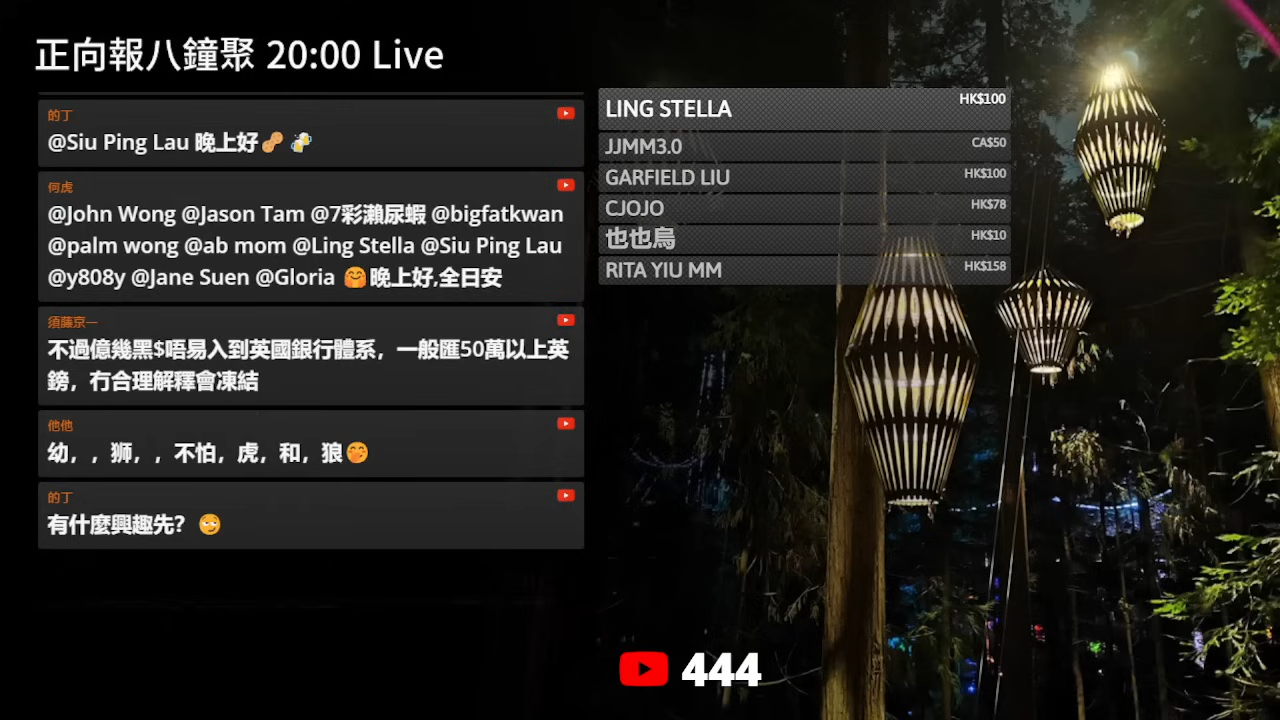 正向報八鐘聚 20:00 Live
的丁
@Siu Ping Lau 晚上好🥜 🍻
何虎
@John Wong @Jason Tam @7彩瀨尿蝦 @bigfatkwan
@palm wong @ab mom @Ling Stella @Siu Ping Lau
@y808y @Jane Suen @Gloria 🤗晚上好,全日安
須藤京一
不過億幾黑$唔易入到英國銀行體系，一般匯50萬以上英
鎊，冇合理解釋會凍結
他他
幼，，狮，，不怕，虎，和，狼🤭
的丁
有什麼興趣先？🙄
LING STELLA HK$100
JJMM3.0 CA$50
GARFIELD LIU HK$100
CJOJO HK$78
也也鳥 HK$10
RITA YIU MM HK$158
444